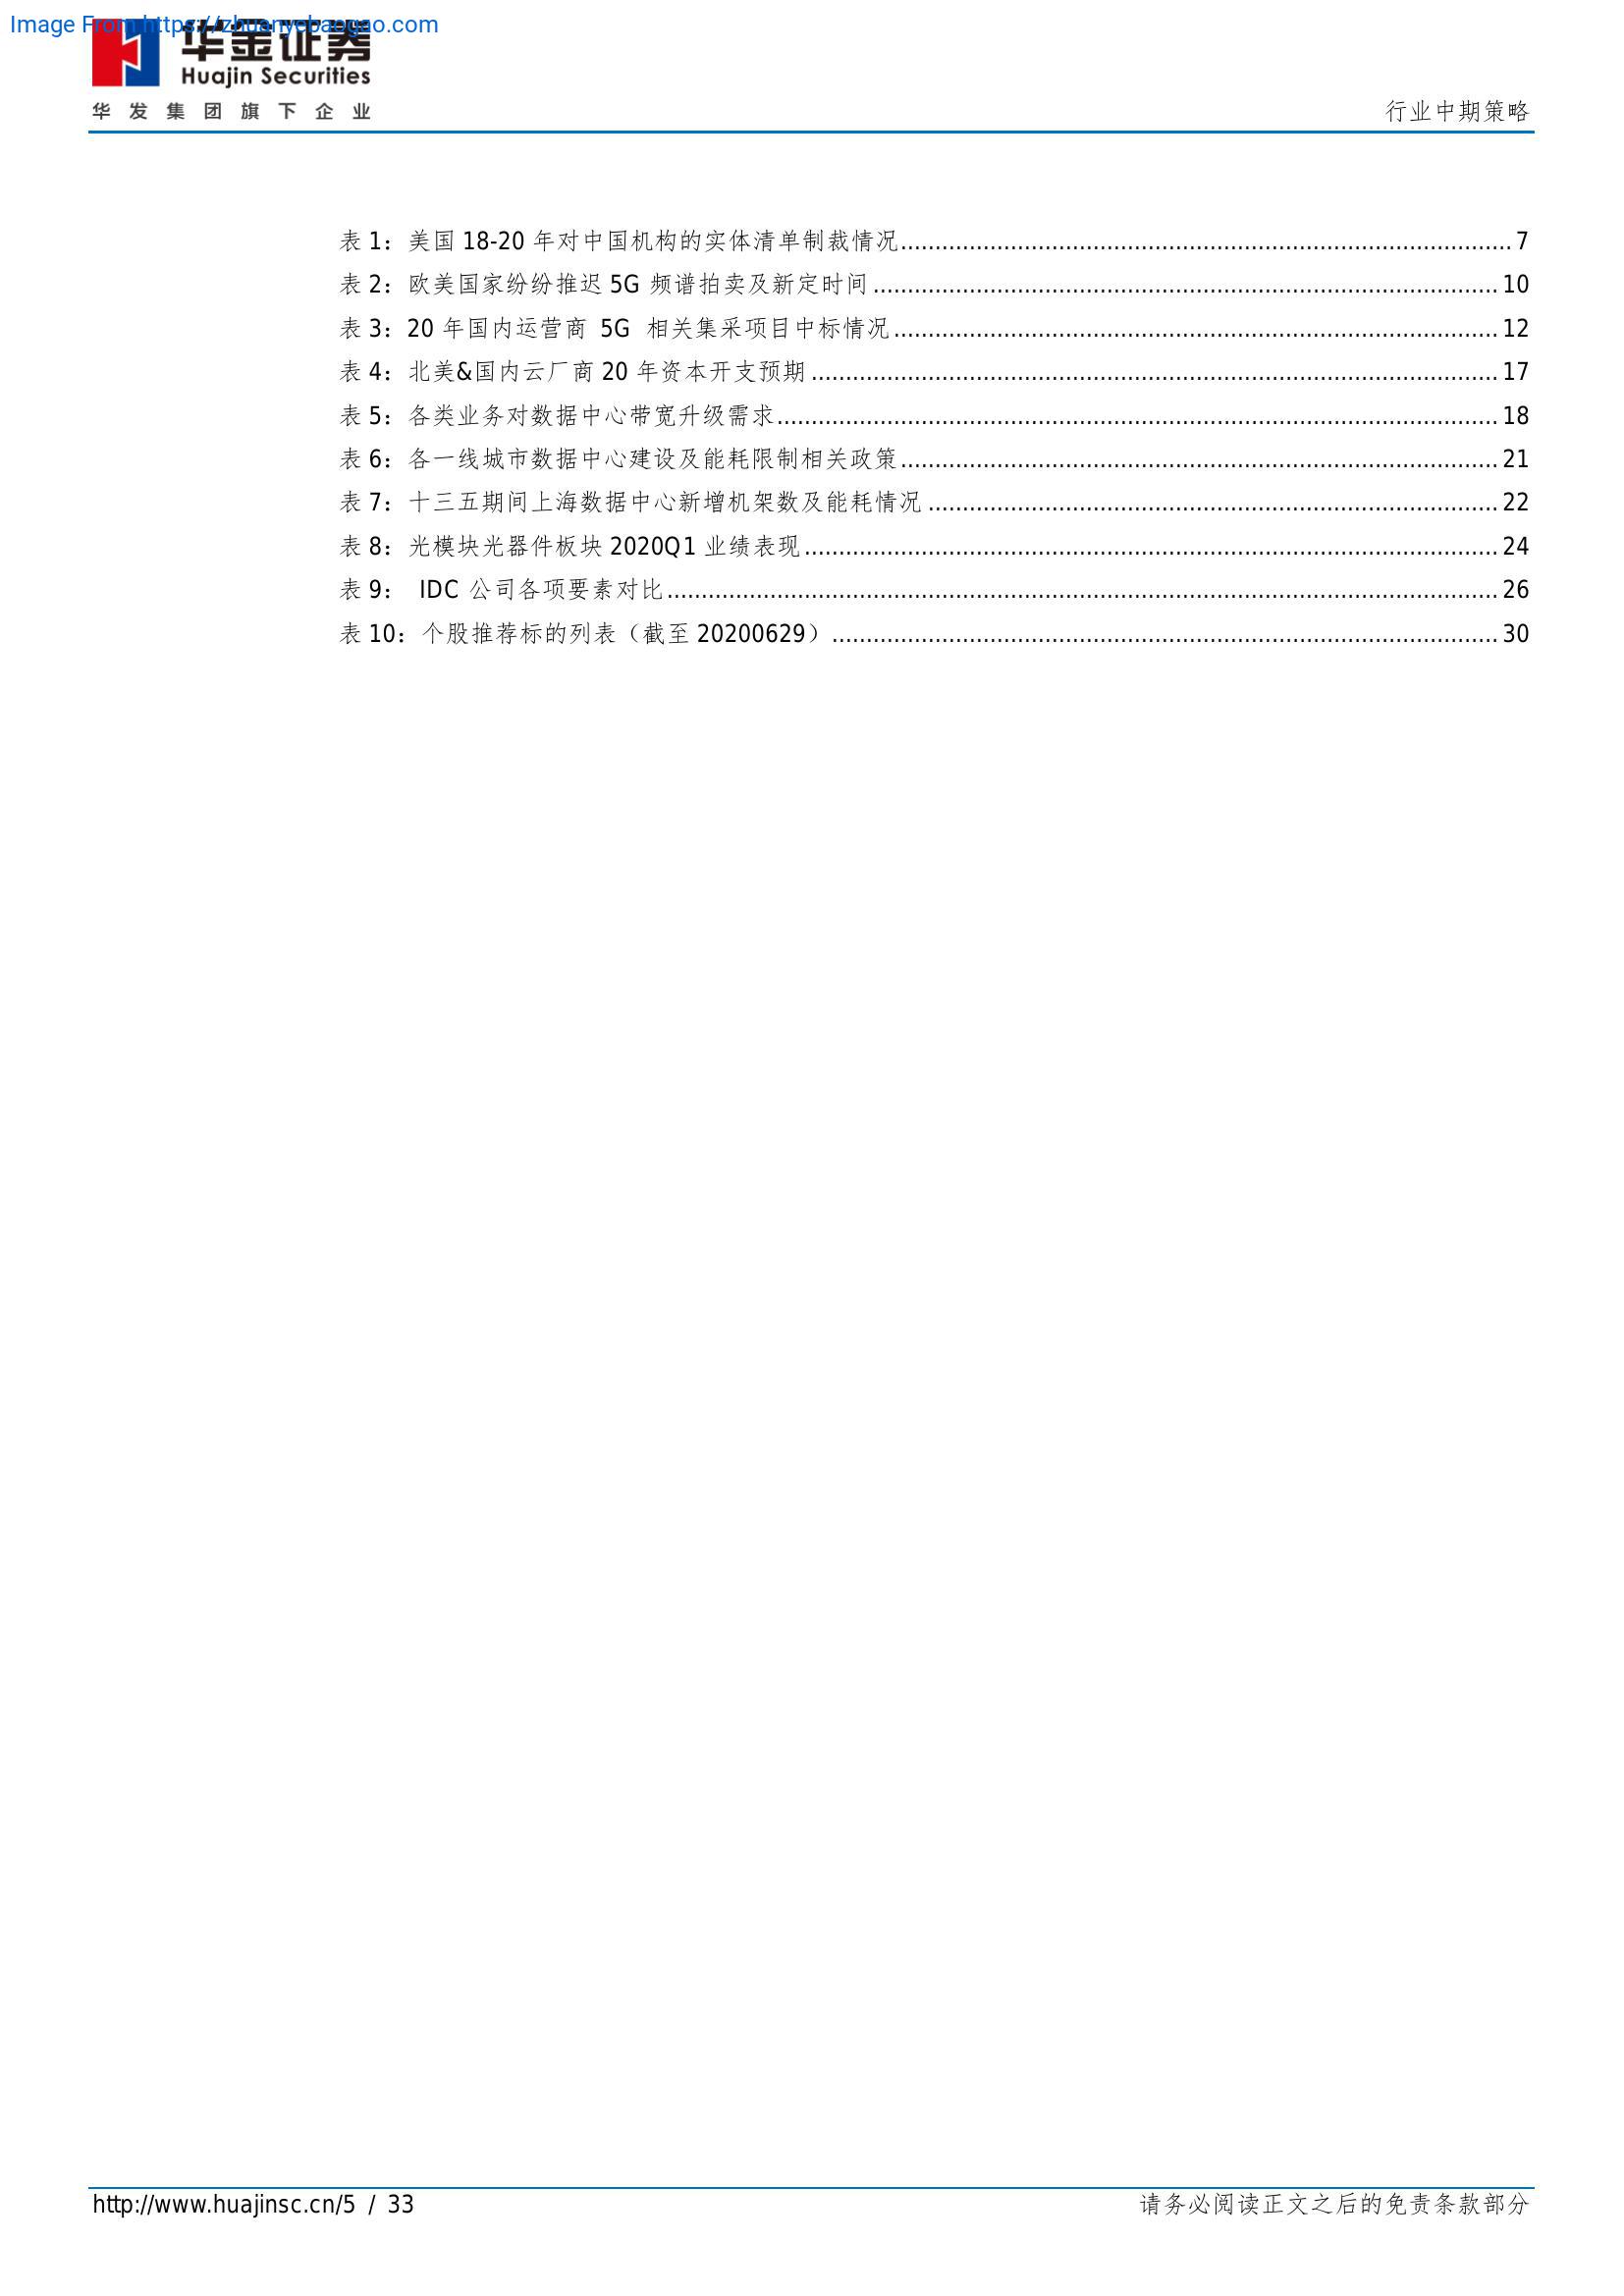 Image From https://zhuanyebaogao.com
华金证券
Huajin Securities
华发集团旗下企业
行业中期策略
表 1：美国 18-20 年对中国机构的实体清单制裁情况 7
表 2：欧美国家纷纷推迟 5G 频谱拍卖及新定时间 10
表 3：20 年国内运营商 5G 相关集采项目中标情况 12
表 4：北美&国内云厂商 20 年资本开支预期 17
表 5：各类业务对数据中心带宽升级需求 18
表 6：各一线城市数据中心建设及能耗限制相关政策 21
表 7：十三五期间上海数据中心新增机架数及能耗情况 22
表 8：光模块光器件板块 2020Q1 业绩表现 24
表 9： IDC 公司各项要素对比 26
表 10：个股推荐标的列表（截至 20200629） 30
http://www.huajinsc.cn/5 / 33
请务必阅读正文之后的免责条款部分